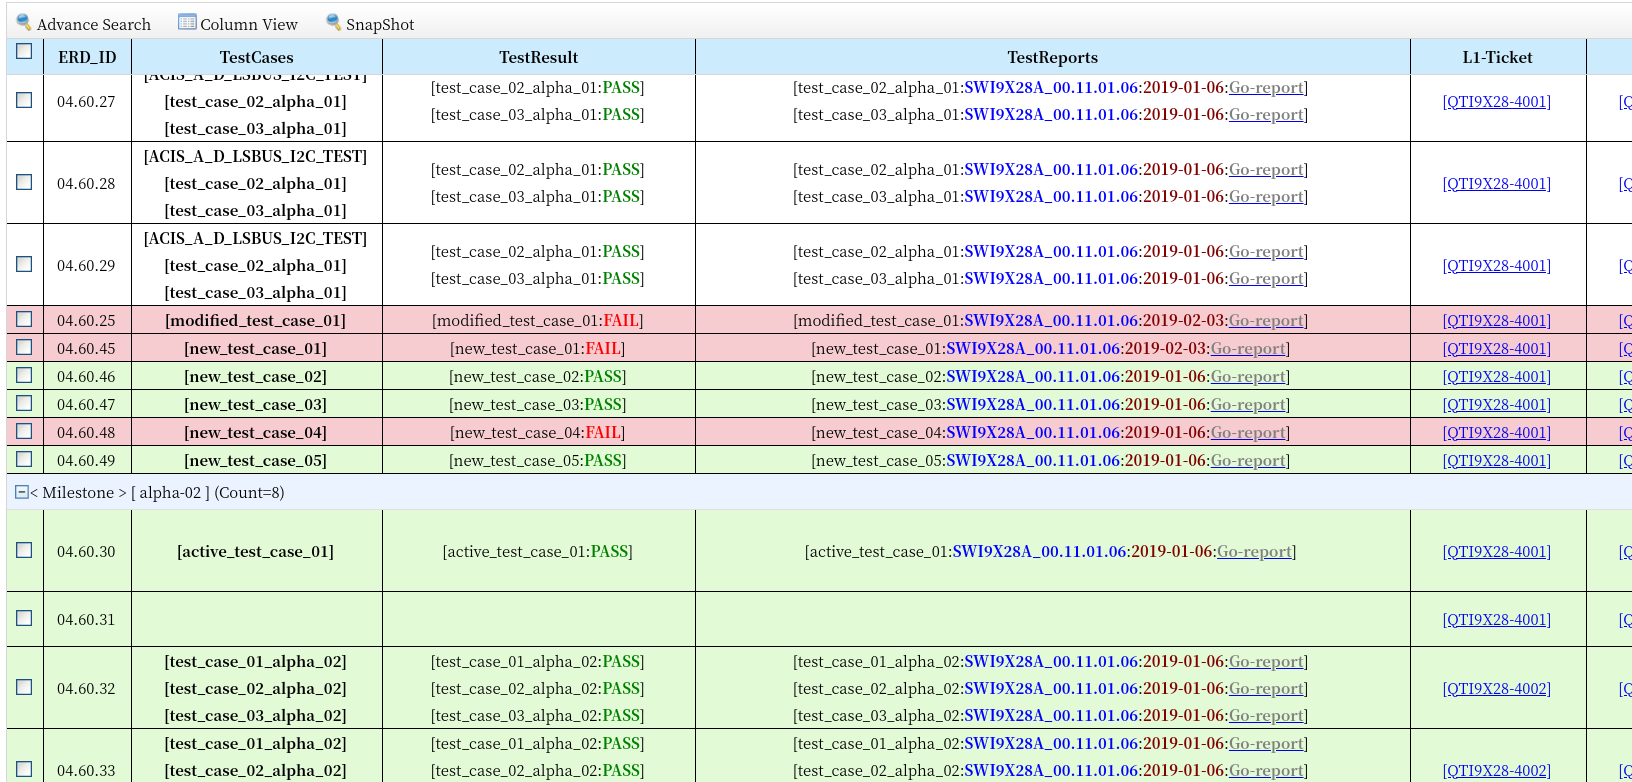 Advance Search Column View SnapShot
ERD_ID TestCases TestResult TestReports L1-Ticket
[ACIS_A_D_LSBUS_I2C_TEST]
[test_case_02_alpha_01:PASS] [test_case_02_alpha_01:SWI9X28A_00.11.01.06:2019-01-06:Go-report]
04.60.27 [test_case_02_alpha_01] [QTI9X28-4001] [Q
[test_case_03_alpha_01:PASS] [test_case_03_alpha_01:SWI9X28A_00.11.01.06:2019-01-06:Go-report]
[test_case_03_alpha_01]
[ACIS_A_D_LSBUS_I2C_TEST]
[test_case_02_alpha_01:PASS] [test_case_02_alpha_01:SWI9X28A_00.11.01.06:2019-01-06:Go-report]
04.60.28 [test_case_02_alpha_01] [QTI9X28-4001] [Q
[test_case_03_alpha_01:PASS] [test_case_03_alpha_01:SWI9X28A_00.11.01.06:2019-01-06:Go-report]
[test_case_03_alpha_01]
[ACIS_A_D_LSBUS_I2C_TEST]
[test_case_02_alpha_01:PASS] [test_case_02_alpha_01:SWI9X28A_00.11.01.06:2019-01-06:Go-report]
04.60.29 [test_case_02_alpha_01] [QTI9X28-4001] [Q
[test_case_03_alpha_01:PASS] [test_case_03_alpha_01:SWI9X28A_00.11.01.06:2019-01-06:Go-report]
[test_case_03_alpha_01]
04.60.25 [modified_test_case_01] [modified_test_case_01:FAIL] [modified_test_case_01:SWI9X28A_00.11.01.06:2019-02-03:Go-report] [QTI9X28-4001] [Q
04.60.45 [new_test_case_01] [new_test_case_01:FAIL] [new_test_case_01:SWI9X28A_00.11.01.06:2019-02-03:Go-report] [QTI9X28-4001] [Q
04.60.46 [new_test_case_02] [new_test_case_02:PASS] [new_test_case_02:SWI9X28A_00.11.01.06:2019-01-06:Go-report] [QTI9X28-4001] [Q
04.60.47 [new_test_case_03] [new_test_case_03:PASS] [new_test_case_03:SWI9X28A_00.11.01.06:2019-01-06:Go-report] [QTI9X28-4001] [Q
04.60.48 [new_test_case_04] [new_test_case_04:FAIL] [new_test_case_04:SWI9X28A_00.11.01.06:2019-01-06:Go-report] [QTI9X28-4001] [Q
04.60.49 [new_test_case_05] [new_test_case_05:PASS] [new_test_case_05:SWI9X28A_00.11.01.06:2019-01-06:Go-report] [QTI9X28-4001] [Q
< Milestone > [ alpha-02 ] (Count=8)
04.60.30 [active_test_case_01] [active_test_case_01:PASS] [active_test_case_01:SWI9X28A_00.11.01.06:2019-01-06:Go-report] [QTI9X28-4001] [Q
04.60.31 [QTI9X28-4001] [Q
[test_case_01_alpha_02] [test_case_01_alpha_02:PASS] [test_case_01_alpha_02:SWI9X28A_00.11.01.06:2019-01-06:Go-report]
04.60.32 [test_case_02_alpha_02] [test_case_02_alpha_02:PASS] [test_case_02_alpha_02:SWI9X28A_00.11.01.06:2019-01-06:Go-report] [QTI9X28-4002] [Q
[test_case_03_alpha_02] [test_case_03_alpha_02:PASS] [test_case_03_alpha_02:SWI9X28A_00.11.01.06:2019-01-06:Go-report]
[test_case_01_alpha_02] [test_case_01_alpha_02:PASS] [test_case_01_alpha_02:SWI9X28A_00.11.01.06:2019-01-06:Go-report]
04.60.33 [test_case_02_alpha_02] [test_case_02_alpha_02:PASS] [test_case_02_alpha_02:SWI9X28A_00.11.01.06:2019-01-06:Go-report] [QTI9X28-4002] [Q